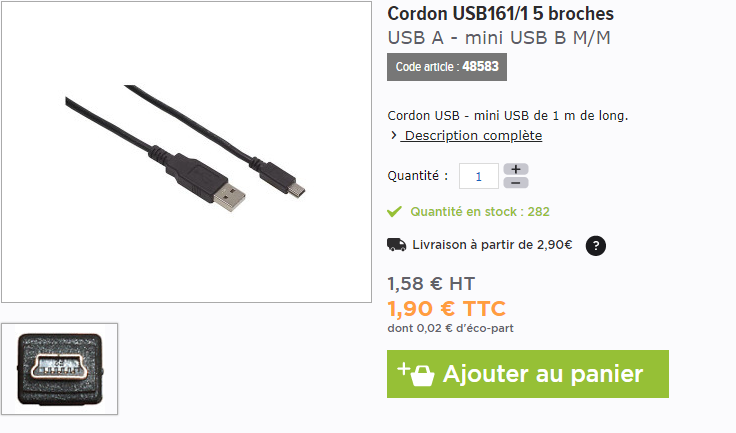 Cordon USB161/1 5 broches
USB A - mini USB B M/M
Code article : 48583
Cordon USB - mini USB de 1 m de long.
> Description complète
Quantité :
1
+
−
Quantité en stock : 282
Livraison à partir de 2,90€
?
1,58 € HT
1,90 € TTC
dont 0,02 € d'éco-part
+ Ajouter au panier